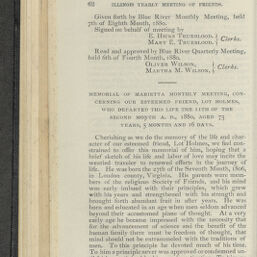 62 ILLINOIS YEARLY MEETING OF FRIENDS.
Given forth by Blue River Monthly Meeting, held
7th of Eighth Month, 1880.
Signed on behalf of meeting by
E. HICKS TRUEBLOOD, } Clerks.
MARY E. TRUEBLOOD,
Read and approved by Blue River Quarterly Meeting,
held 6th of Fourth Month, 1880.
OLIVER WILSON, } Clerks.
MARTHA M. WILSON,
MEMORIAL OF MARIETTA MONTHLY MEETING, CON-
CERNING OUR ESTEEMED FRIEND, LOT HOLMES,
WHO DEPARTED THIS LIFE THE 11TH OF THE
SECOND MONTH A. D., 1880, AGED 73
YEARS, 5 MONTHS AND 16 DAYS.
Cherishing as we do the memory of the life and char-
acter of our esteemed friend, Lot Holmes, we feel con-
strained to offer this memorial of him, hoping that a
brief sketch of his life and labor of love may incite the
wearied traveler to renewed efforts in the journey of
life. He was born the 25th of the Seventh Month, 1806,
in Loudon county, Virginia. His parents were mem-
bers of the religious Society of Friends, and his mind
was early imbued with their principles, which grew
with his years and strengthened with his strength and
brought forth abundant fruit in after years. He was
born and educated in an age when men seldom advanced
beyond their accustomed plane of thought. At a very
early age he became impressed with the necessity that
for the advancement of science and the benefit of the
human family there must be freedom of thought, that
mind should not be entrammeled with the traditions of
men. To this principle he devoted much of his time.
To him a principle ever was approved or condemned un-